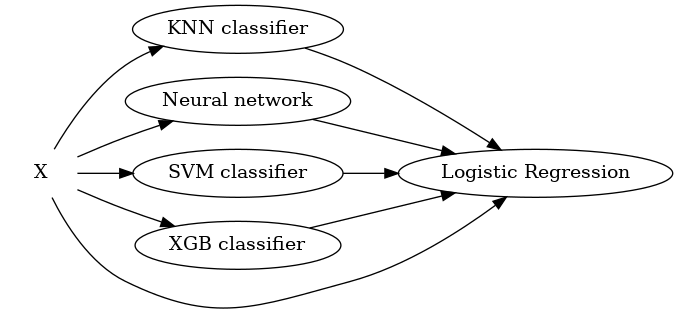 KNN classifier
Neural network
X
SVM classifier
Logistic Regression
XGB classifier